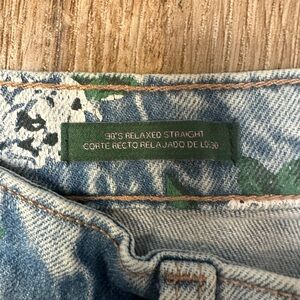 90'S RELAXED STRAIGHT
CORTE RECTO RELAJADO DE LOS 90